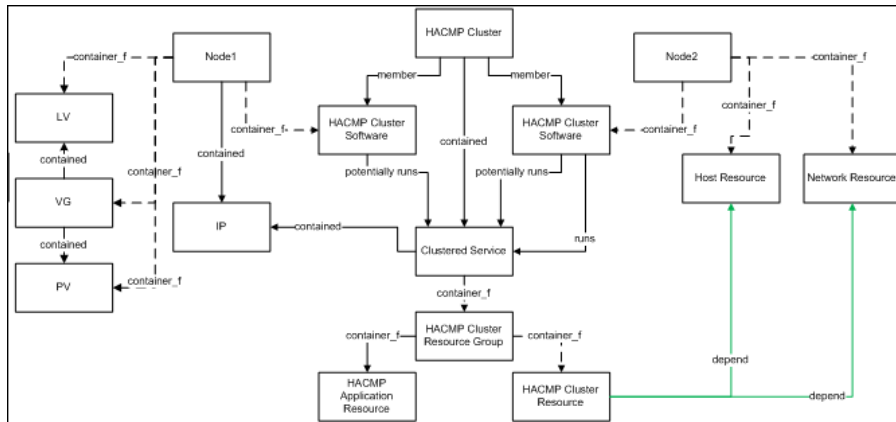 HACMP Cluster
Node1
Node2
container_f
member
member
container_f
container_f
LV
HACMP Cluster
Software
container_f
contained
HACMP Cluster
Software
container_f
contained
contained
container_f
potentially runs
potentially runs
Host Resource
Network Resource
VG
IP
contained
runs
contained
Clustered Service
PV
container_f
container_f
HACMP Cluster
Resource Group
container_f
container_f
depend
HACMP
Application
Resource
HACMP Cluster
Resource
depend